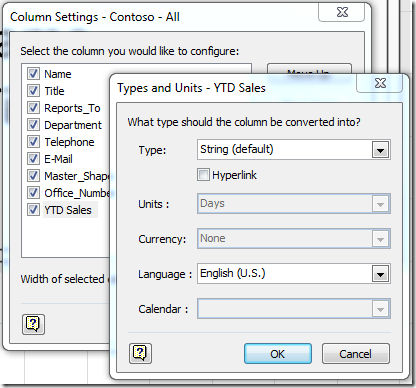 Column Settings - Contoso - All
Select the column you would like to configure:
Name
Title
Reports_To
Department
Telephone
E-Mail
Master_Shape
Office_Number
YTD Sales
Move Up
Width of selected
Types and Units - YTD Sales
What type should the column be converted into?
Type: String (default)
Hyperlink
Units : Days
Currency: None
Language : English (U.S.)
Calendar :
OK Cancel